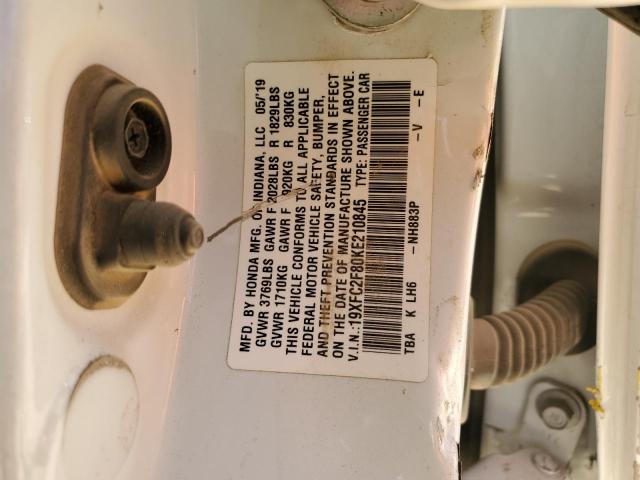 MFD. BY HONDA MFG. OF INDIANA, LLC 05/'19
GVWR 3769LBS GAWR F 2028LBS R 1829LBS
GVWR 1710KG GAWR F 920KG R 830KG
THIS VEHICLE CONFORMS TO ALL APPLICABLE
FEDERAL MOTOR VEHICLE SAFETY, BUMPER,
AND THEFT PREVENTION STANDARDS IN EFFECT
ON THE DATE OF MANUFACTURE SHOWN ABOVE.
V.I.N.:19XFC2F80KE210845 TYPE: PASSENGER CAR
TBA K LH6 –NH883P –V –E